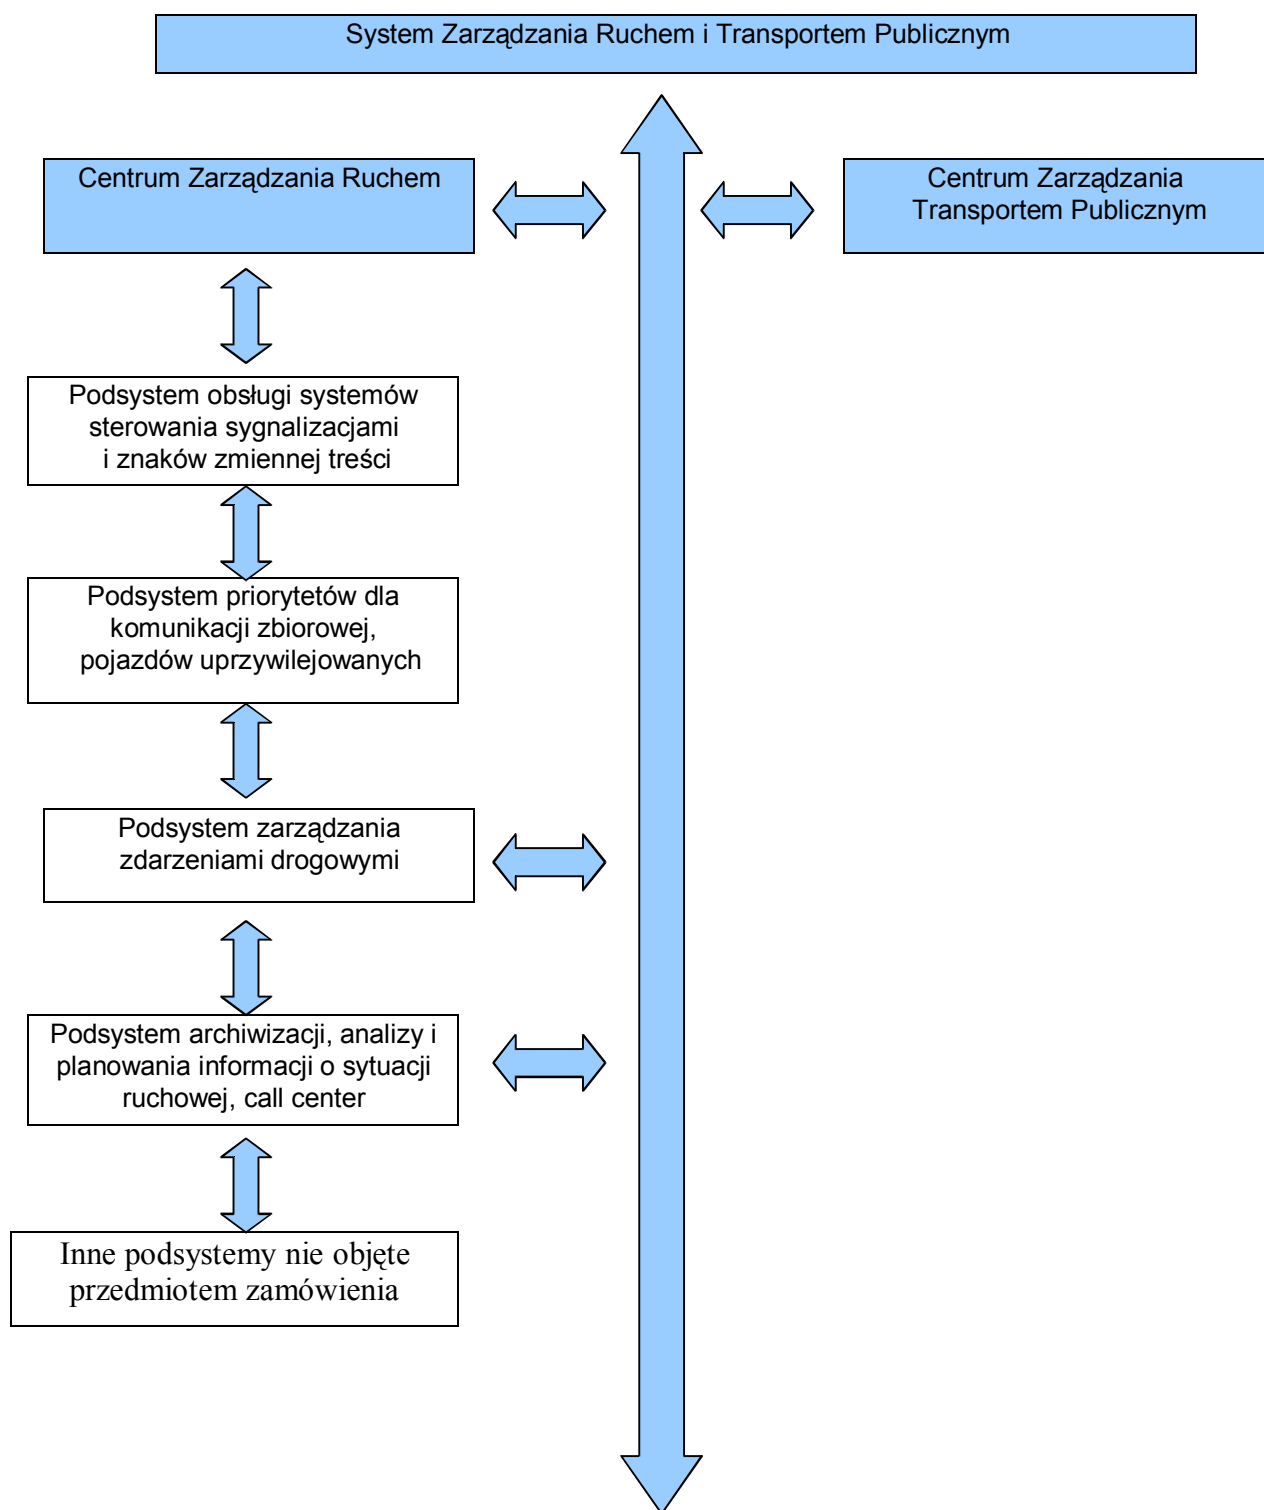 System Zarządzania Ruchem i Transportem Publicznym
Centrum Zarządzania Ruchem
Centrum Zarządzania
Transportem Publicznym
Podsystem obsługi systemów
sterowania sygnalizacjami
i znaków zmiennej treści
Podsystem priorytetów dla
komunikacji zbiorowej,
pojazdów uprzywilejowanych
Podsystem zarządzania
zdarzeniami drogowymi
Podsystem archiwizacji, analizy i
planowania informacji o sytuacji
ruchowej, call center
Inne podsystemy nie objęte
przedmiotem zamówienia